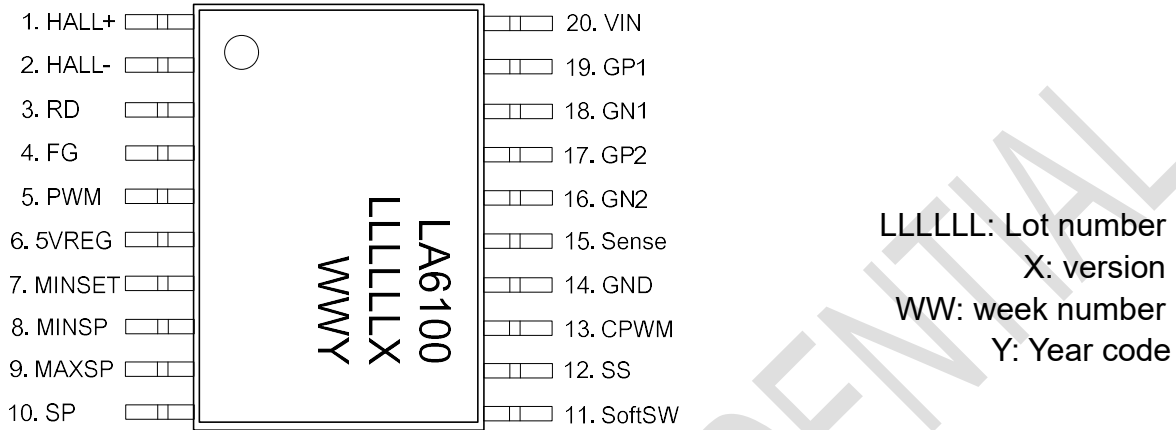 1. HALL+
2. HALL-
3. RD
4. FG
5. PWM
6. 5VREG
7. MINSET
8. MINSP
9. MAXSP
10. SP
LA6100
LLLLLLX
WWY
20. VIN
19. GP1
18. GN1
17. GP2
16. GN2
15. Sense
14. GND
13. CPWM
12. SS
11. SoftSW
LLLLLL: Lot number
X: version
WW: week number
Y: Year code